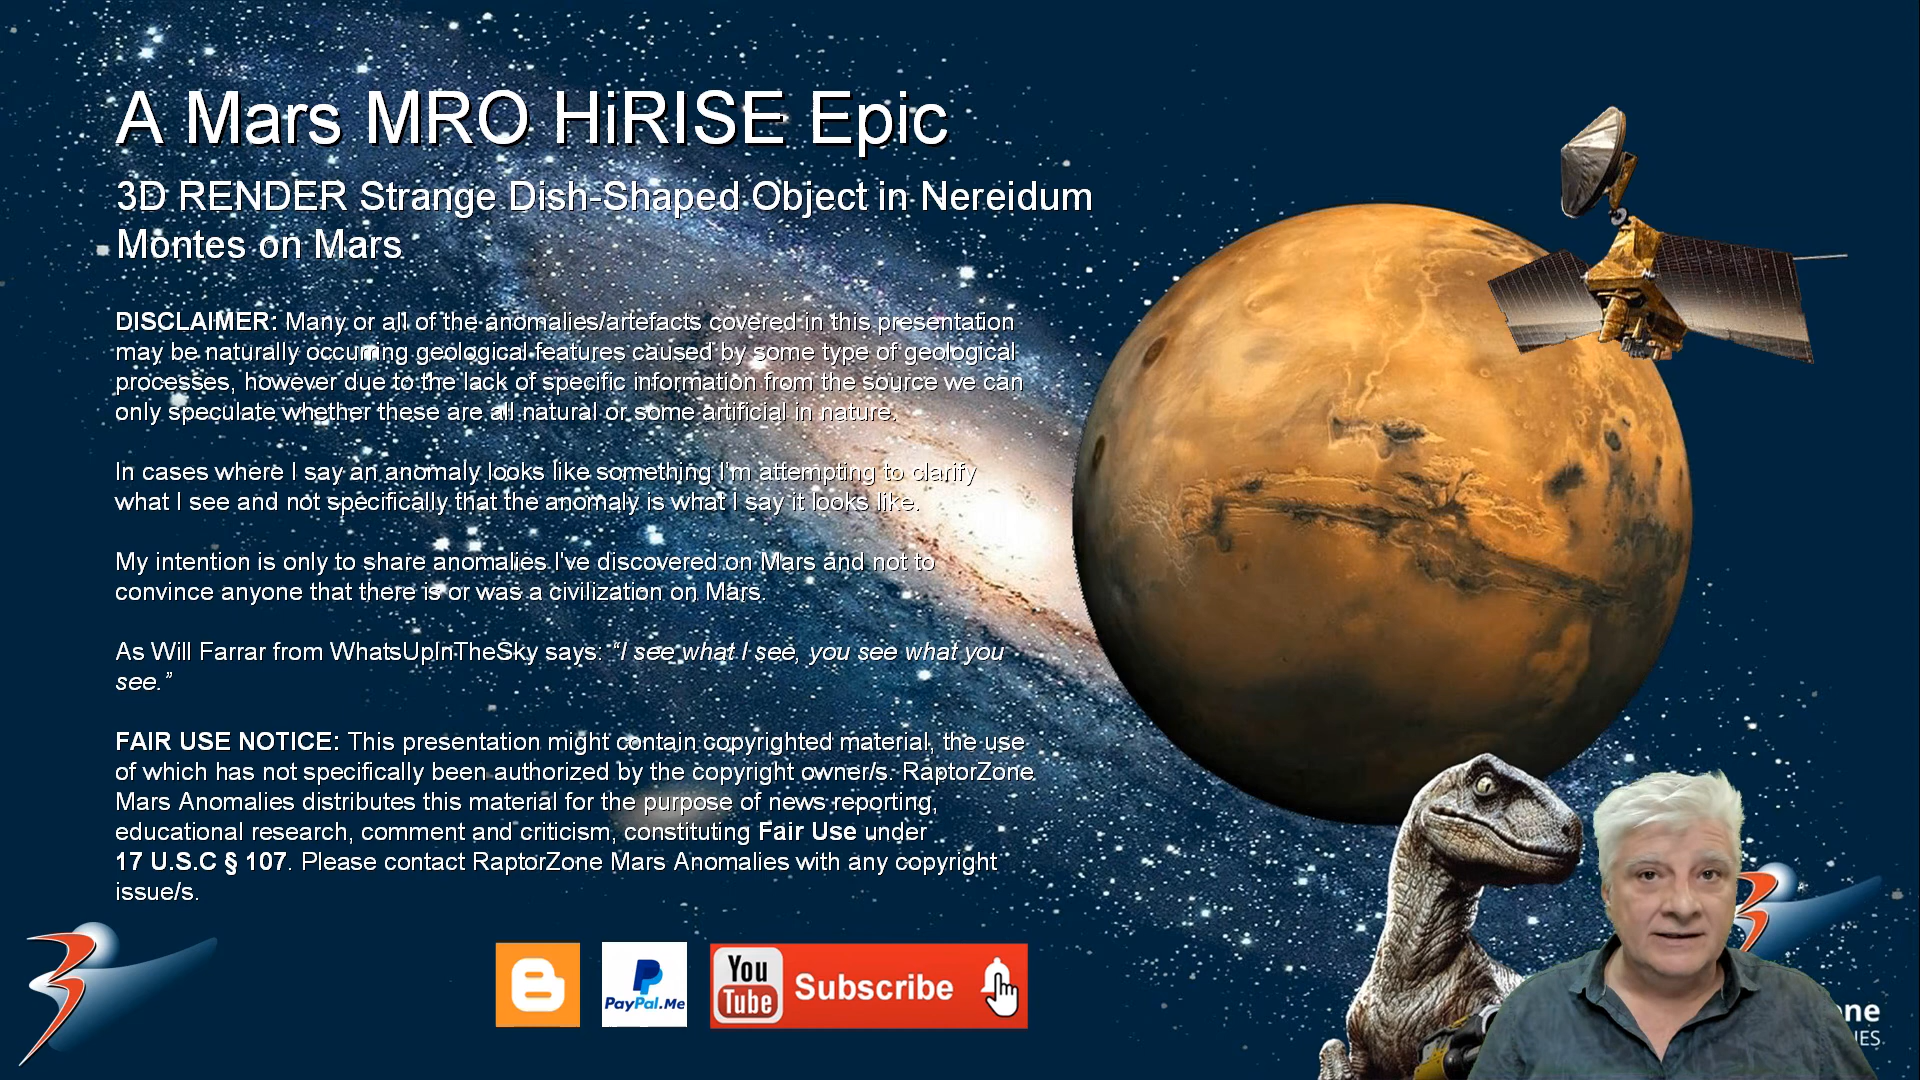 A Mars MRO HiRISE Epic
3D RENDER Strange Dish-Shaped Object in Nereidum
Montes on Mars
DISCLAIMER: Many or all of the anomalies/artefacts covered in this presentation
may be naturally occurring geological features caused by some type of geological
processes, however due to the lack of specific information from the source we can
only speculate whether these are all natural or some artificial in nature.
In cases where I say an anomaly looks like something I'm attempting to clarify
what I see and not specifically that the anomaly is what I say it looks like.
My intention is only to share anomalies I've discovered on Mars and not to
convince anyone that there is or was a civilization on Mars.
As Will Farrar from WhatsUpInTheSky says: “I see what I see, you see what you
see.”
FAIR USE NOTICE: This presentation might contain copyrighted material, the use
of which has not specifically been authorized by the copyright owner/s. RaptorZone
Mars Anomalies distributes this material for the purpose of news reporting,
educational research, comment and criticism, constituting Fair Use under
17 U.S.C § 107. Please contact RaptorZone Mars Anomalies with any copyright
issue/s.
PayPal.Me
You
Tube
Subscribe
ne
IES